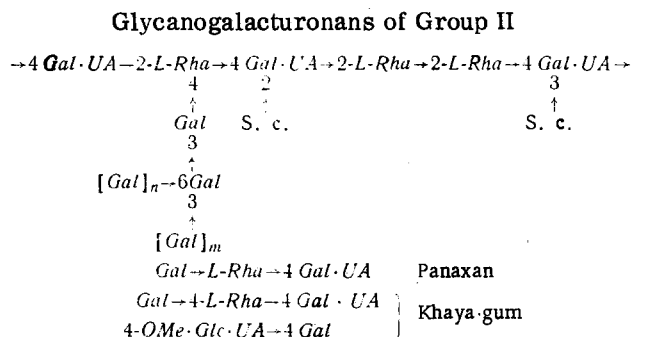 Glycanogalacturonans of Group II
→4 Gal·UA—2-L-Rha→4 Gal·UA→2-L-Rha→2-L-Rha→4 Gal·UA→
4 2 3
↑ ↑ ↑
Gal S. c. S. c.
3
↑
[Gal]n→6Gal
3
↑
[Gal]m
Gal→L-Rha→4 Gal·UA Panaxan
Gal→4-L-Rha—4 Gal·UA
Khaya·gum
4-OMe·Glc·UA→4 Gal